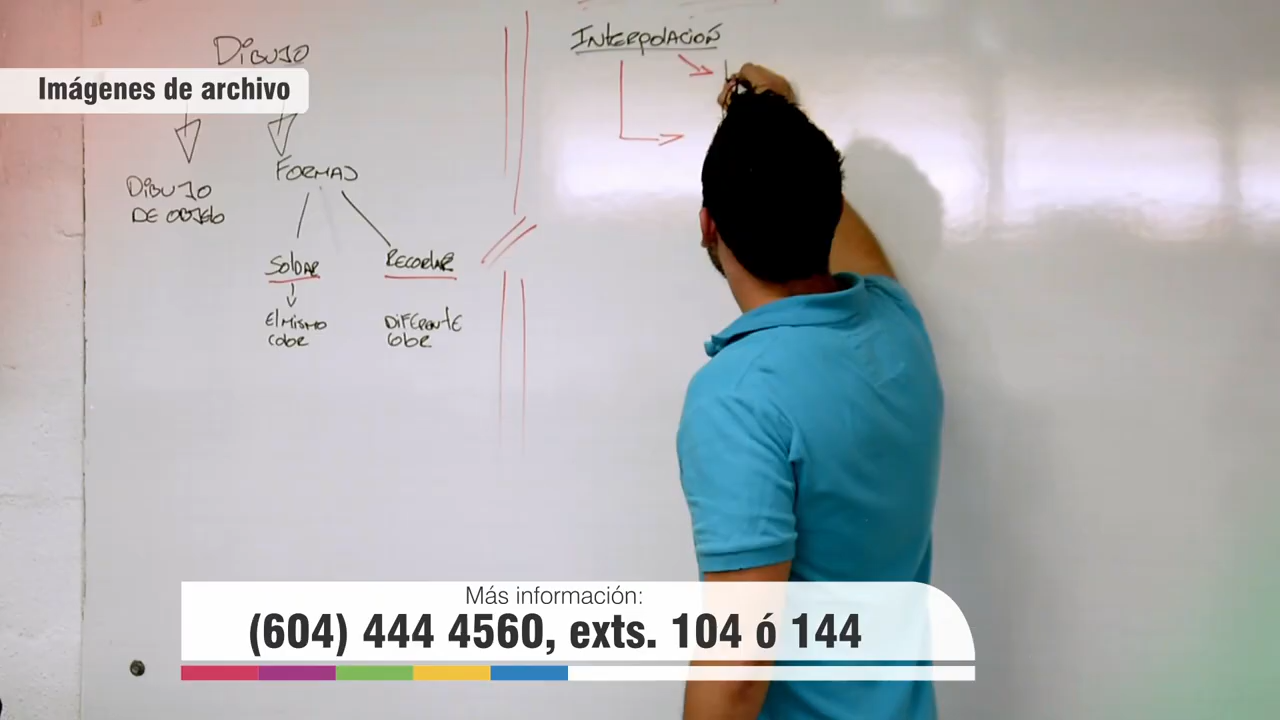 Dibujo
Imágenes de archivo
Dibujo
de objeto
Formas
Soldar
Recortar
El mismo
color
Diferente
color
Interpolación
Más información:
(604) 444 4560, exts. 104 ó 144